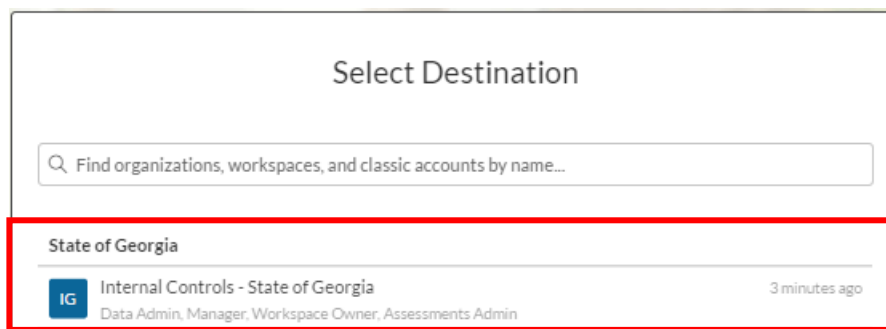 Select Destination
Find organizations, workspaces, and classic accounts by name...
State of Georgia
IG
Internal Controls - State of Georgia
3 minutes ago
Data Admin, Manager, Workspace Owner, Assessments Admin